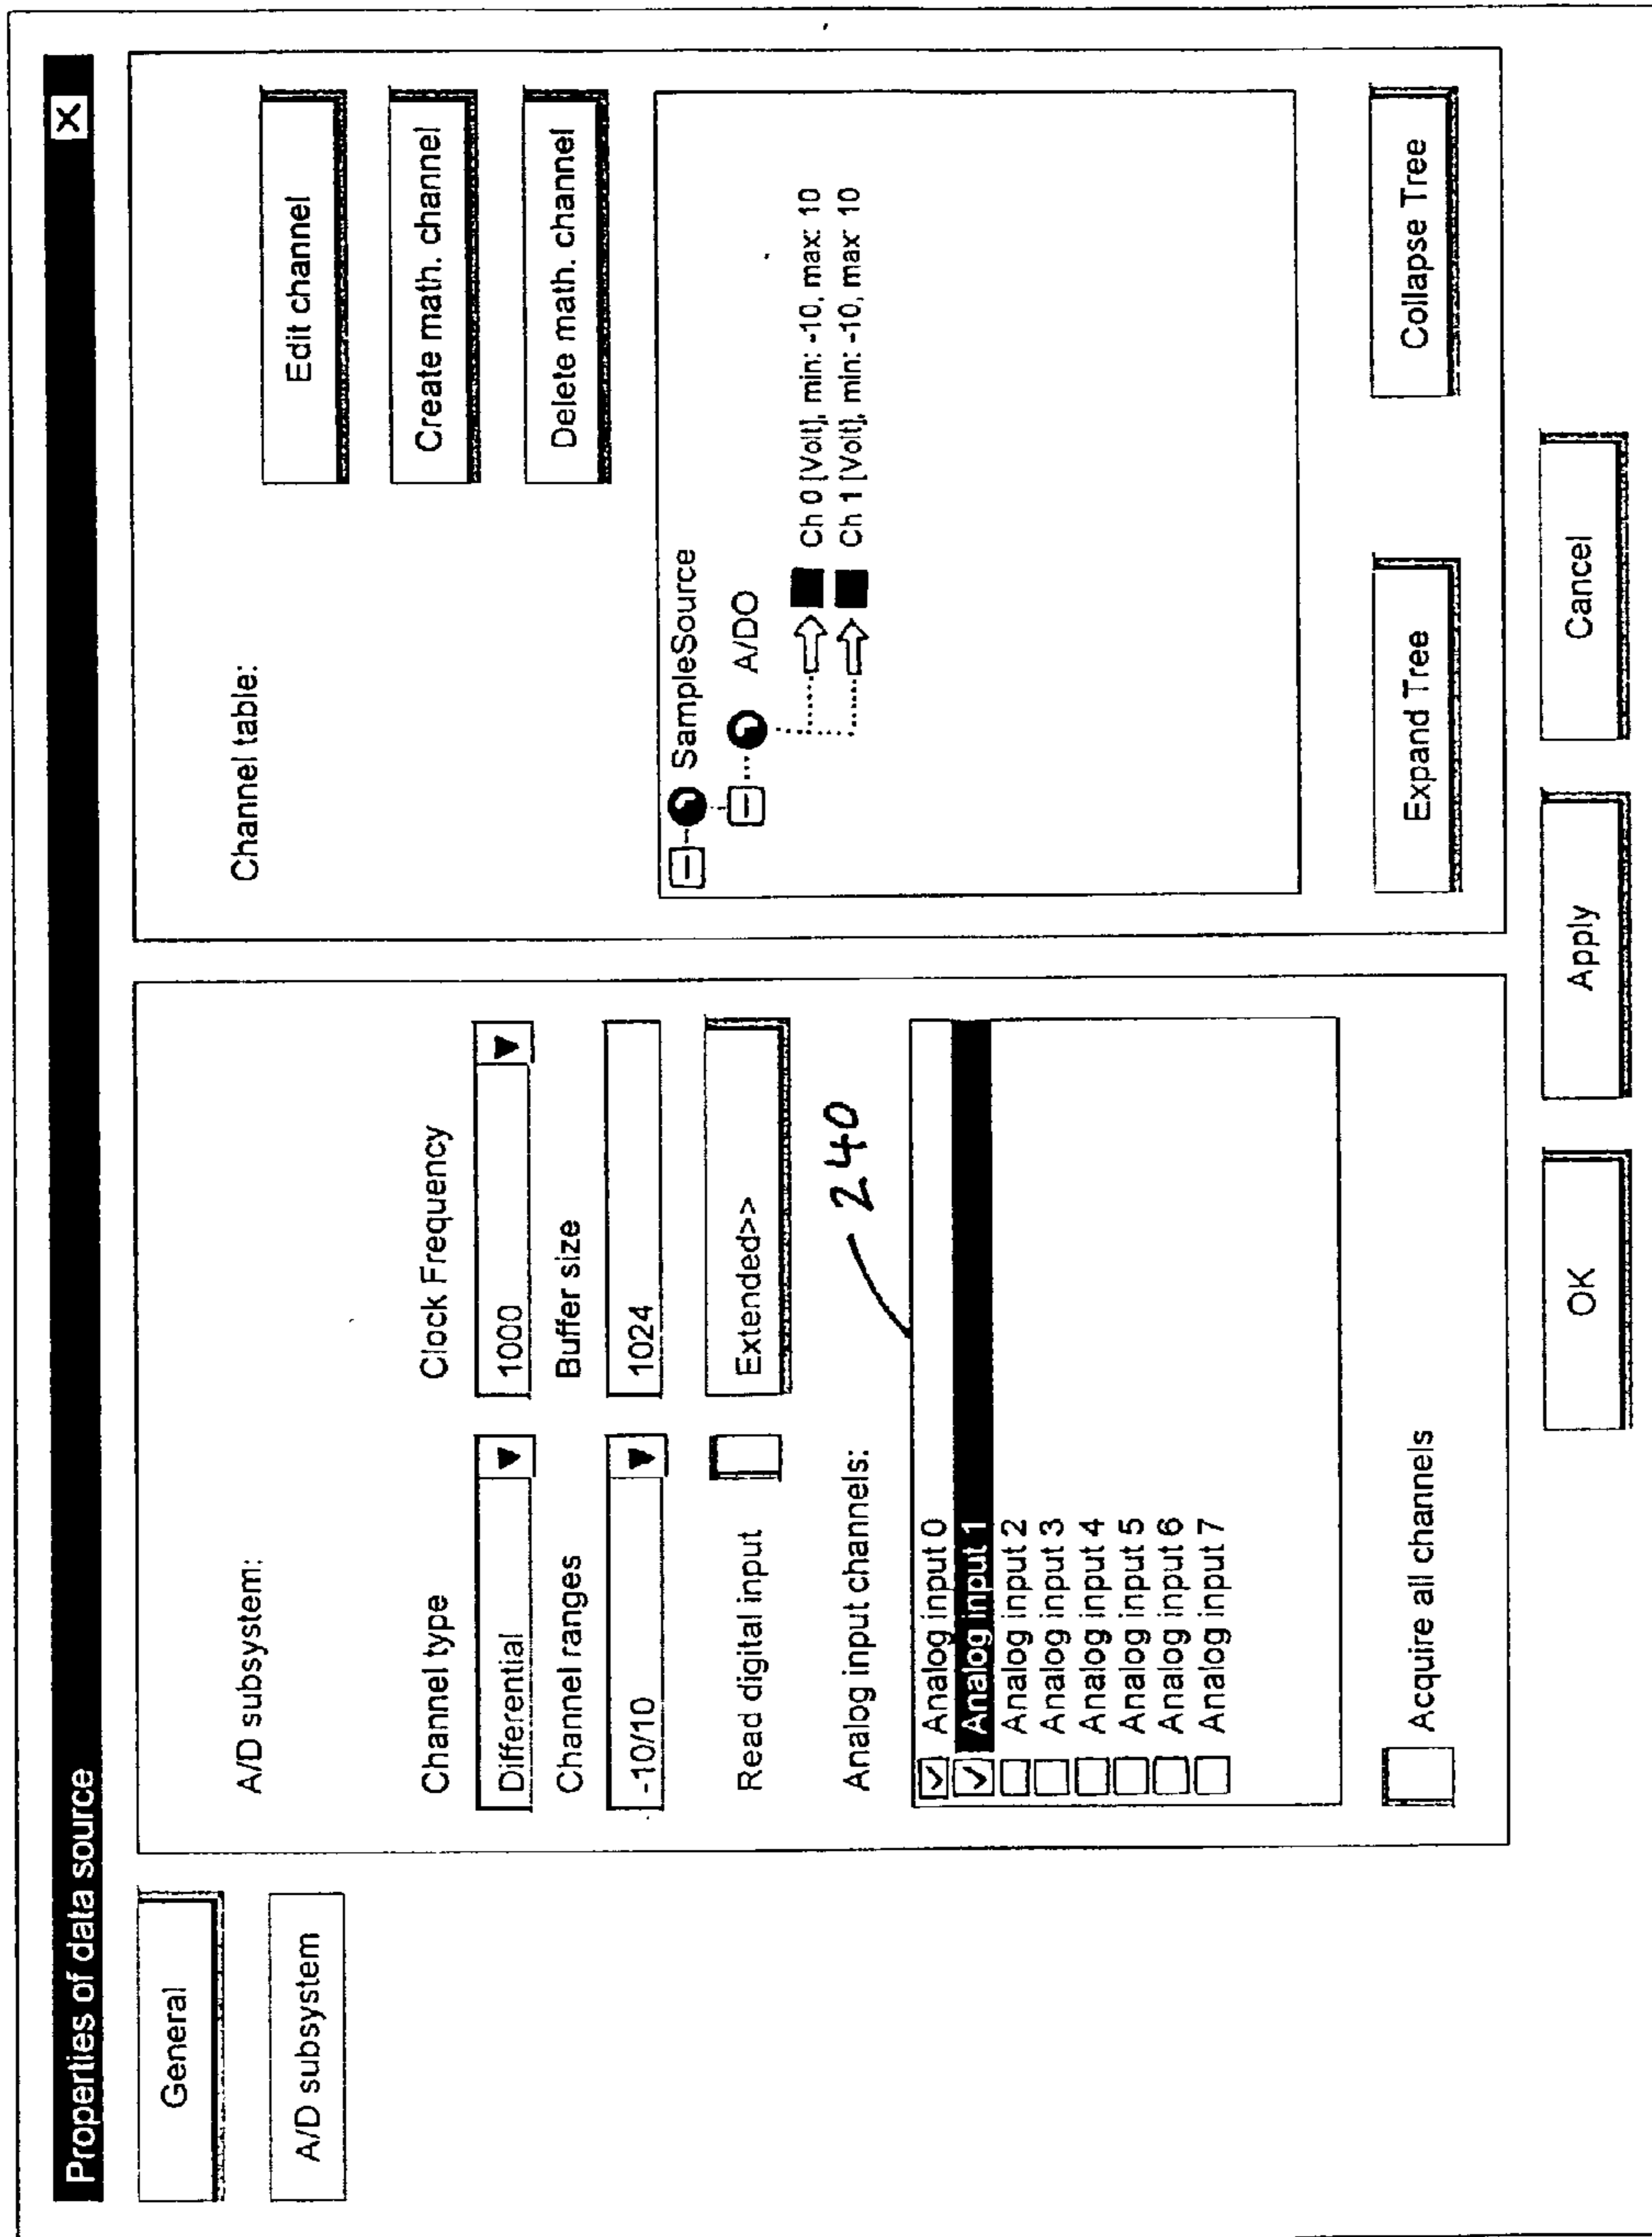 Properties of data source
X
General
A/D subsystem
A/D subsystem:
Channel type
Clock Frequency
Differential
1000
Channel ranges
Buffer size
-10/10
1024
Read digital input
Extended>>
Analog input channels:
240
Analog input 0
Analog input 1
Analog input 2
Analog input 3
Analog input 4
Analog input 5
Analog input 6
Analog input 7
Acquire all channels
Channel table:
Edit channel
Create math. channel
Delete math. channel
SampleSource
A/DO
Ch 0 [Volt], min: -10, max: 10
Ch 1 [Volt], min: -10, max: 10
Expand Tree
Collapse Tree
OK
Apply
Cancel